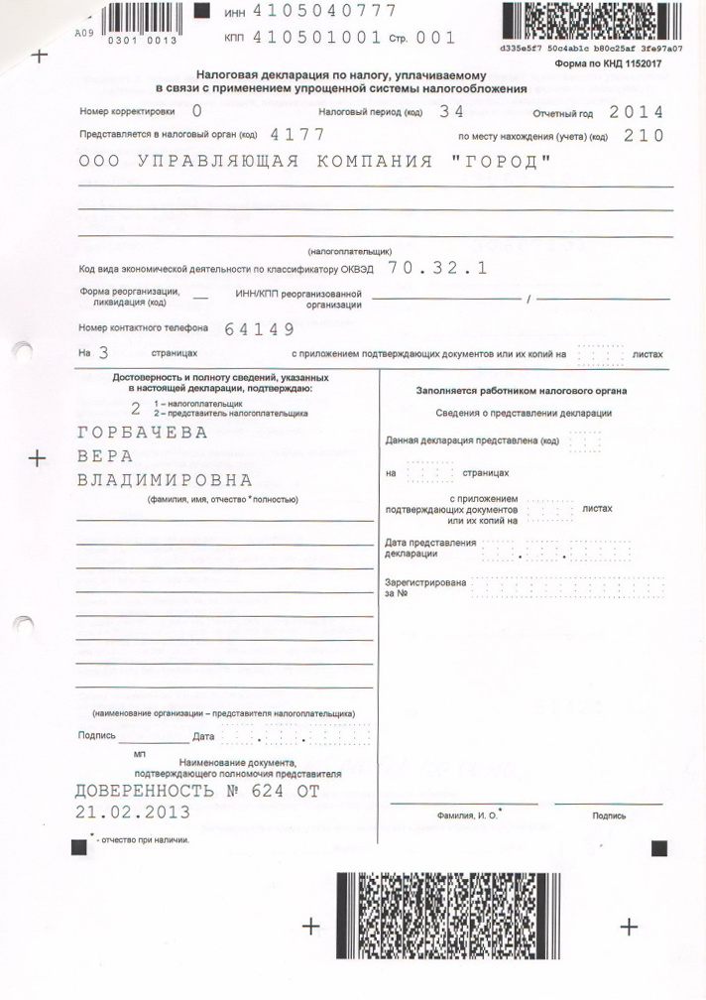 ИНН 4105040777
А09
0301 0013
КПП 410501001 Стр. 001
d335e5f7 50c4ab1c b80c25af 3fe97a07
Форма по КНД 1152017
Налоговая декларация по налогу, уплачиваемому
в связи с применением упрощенной системы налогообложения
Номер корректировки 0 Налоговый период (код) 34 Отчетный год 2014
Представляется в налоговый орган (код) 4177 по месту нахождения (учета) (код) 210
ООО УПРАВЛЯЮЩАЯ КОМПАНИЯ "ГОРОД"
(налогоплательщик)
Код вида экономической деятельности по классификатору ОКВЭД 70.32.1
Форма реорганизации,
ликвидация (код)
ИНН/КПП реорганизованной
организации /
Номер контактного телефона 64149
На 3 страницах с приложением подтверждающих документов или их копий на листах
Достоверность и полноту сведений, указанных
в настоящей декларации, подтверждаю:
2 1 – налогоплательщик
2 – представитель налогоплательщика
ГОРБАЧЕВА
ВЕРА
ВЛАДИМИРОВНА
(фамилия, имя, отчество * полностью)
(наименование организации – представителя налогоплательщика)
Подпись Дата
МП
Наименование документа,
подтверждающего полномочия представителя
ДОВЕРЕННОСТЬ № 624 ОТ
21.02.2013
* - отчество при наличии.
Заполняется работником налогового органа
Сведения о представлении декларации
Данная декларация представлена (код)
на страницах
с приложением
подтверждающих документов
или их копий на листах
Дата представления
декларации
Зарегистрирована
за №
Фамилия, И. О.* Подпись